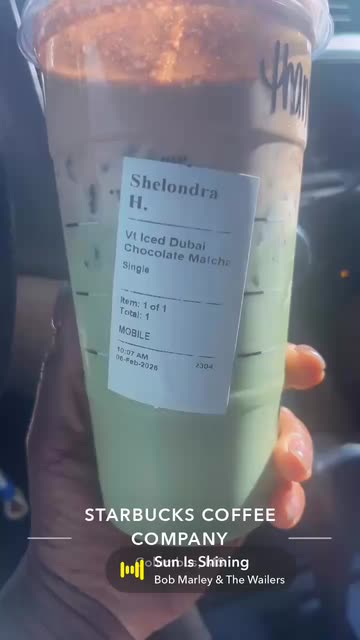 Shelondra
H.
Vt Iced Dubai
Chocolate Matcha
Single
Item: 1 of 1
Total: 1
MOBILE
10:07 AM
06-Feb-2026
STARBUCKS COFFEE
COMPANY
Sun Is Shining
Bob Marley & The Wailers